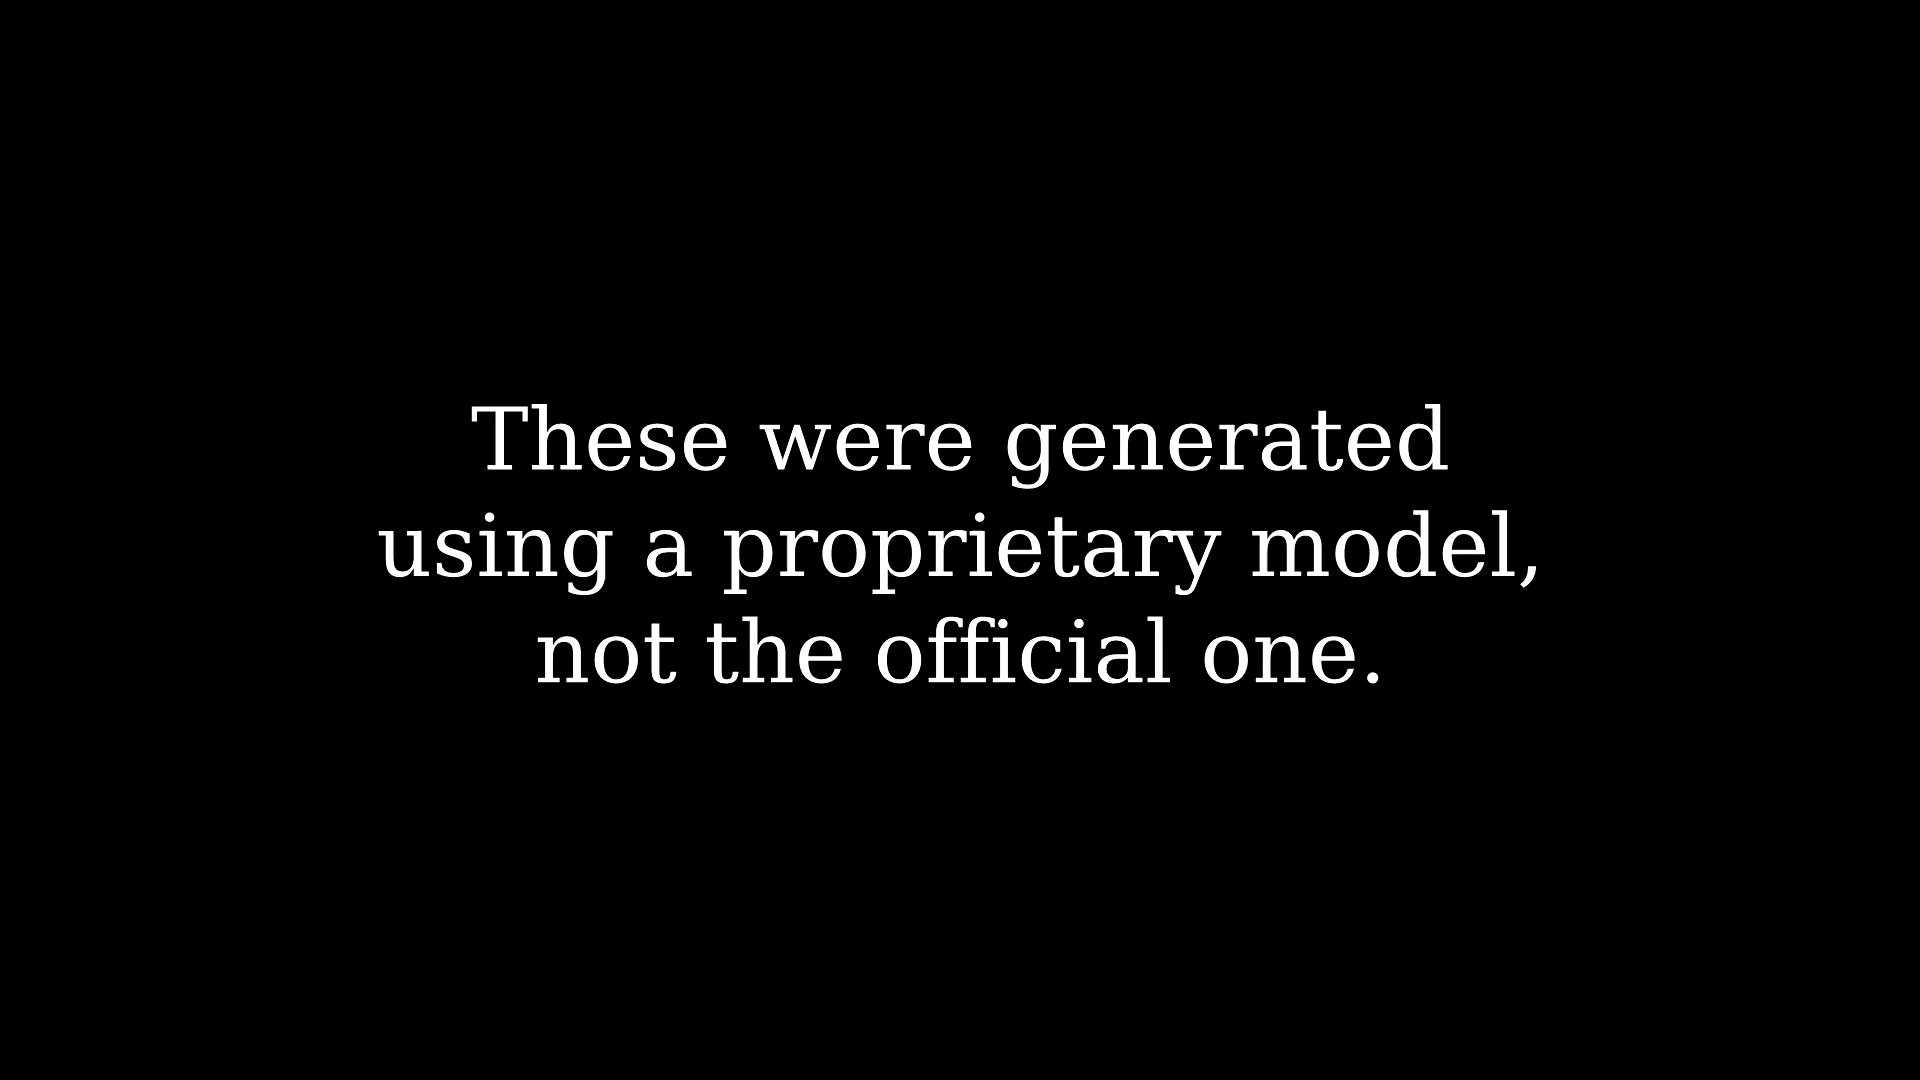 These were generated
using a proprietary model,
not the official one.